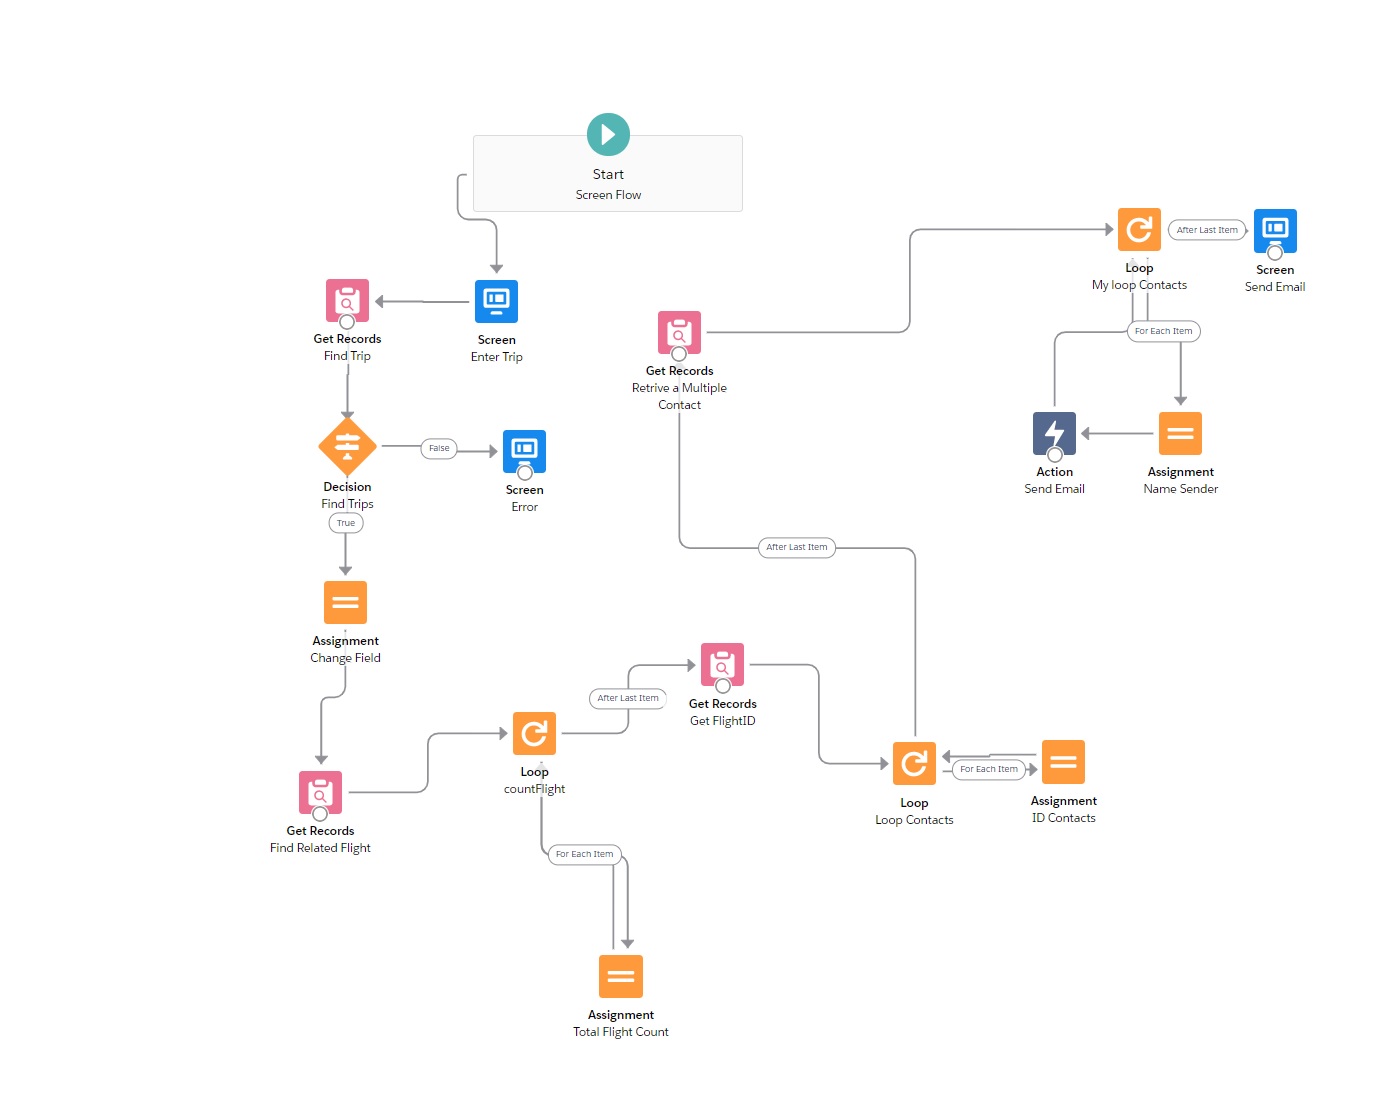 Start
Screen Flow
Screen
Enter Trip
Get Records
Find Trip
Decision
Find Trips
False
Screen
Error
True
Assignment
Change Field
Get Records
Find Related Flight
Loop
countFlight
For Each Item
Assignment
Total Flight Count
After Last Item
Get Records
Get FlightID
Loop
Loop Contacts
For Each Item
Assignment
ID Contacts
After Last Item
Get Records
Retrive a Multiple
Contact
Loop
My loop Contacts
For Each Item
Assignment
Name Sender
Action
Send Email
After Last Item
Screen
Send Email